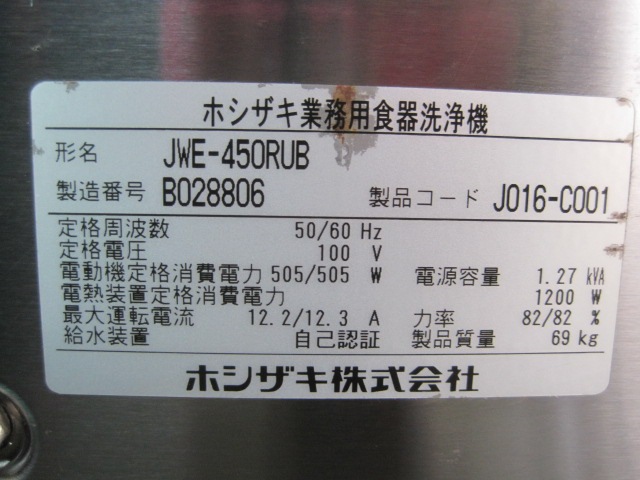 ホシザキ業務用食器洗浄機
形名 JWE-450RUB
製造番号 B028806 製品コード J016-C001
定格周波数 50/60 Hz
定格電圧 100 V
電動機定格消費電力 505/505 W 電源容量 1.27 kVA
電熱装置定格消費電力 1200 W
最大運転電流 12.2/12.3 A 力率 82/82 %
給水装置 自己認証 製品質量 69 kg
ホシザキ株式会社